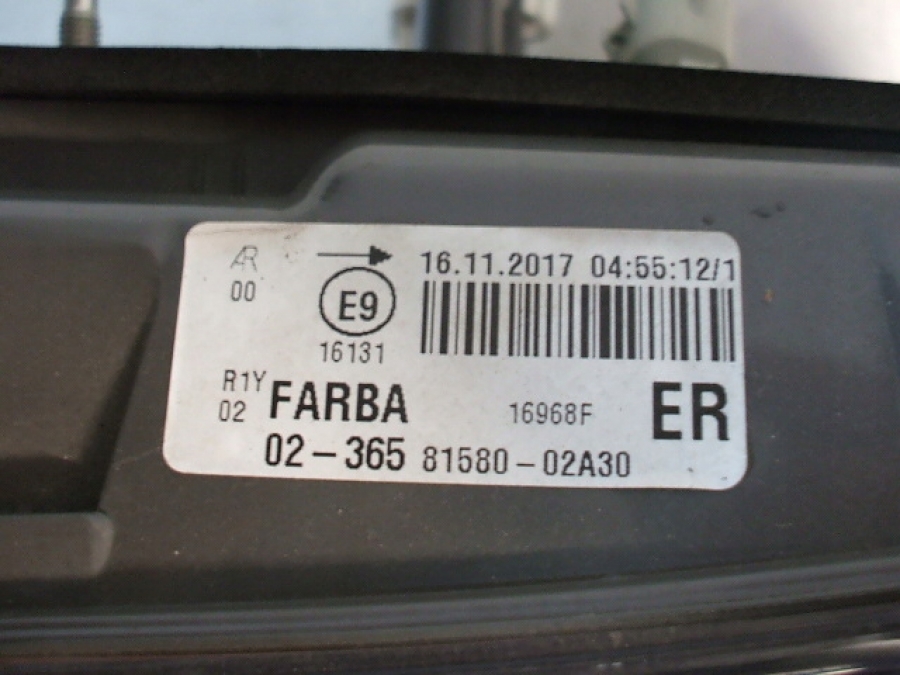 AR
00
E9
16131
16.11.2017 04:55:12/1
R1Y
02
FARBA
16968F
ER
02-365 81580-02A30